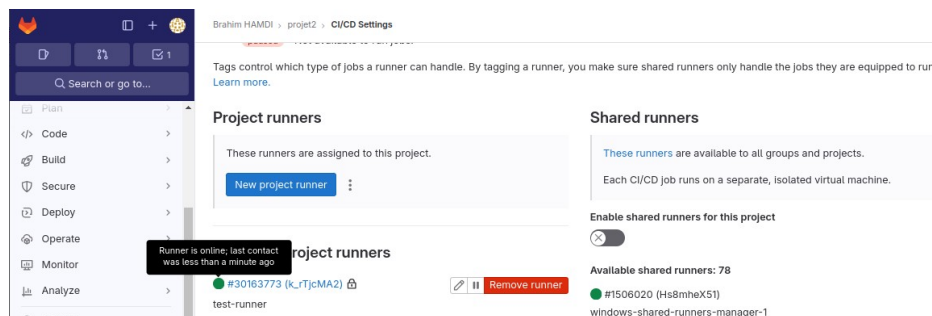 Brahim HAMDI > projet2 > CI/CD Settings
1
Search or go to...
Plan
Code
Build
Secure
Deploy
Operate
Monitor
Analyze
Tags control which type of jobs a runner can handle. By tagging a runner, you make sure shared runners only handle the jobs they are equipped to run
Learn more.
Project runners
These runners are assigned to this project.
New project runner
Runner is online; last contact
was less than a minute ago
roject runners
#30163773 (k_rTjcMA2)
Remove runner
test-runner
Shared runners
These runners are available to all groups and projects.
Each CI/CD job runs on a separate, isolated virtual machine.
Enable shared runners for this project
Available shared runners: 78
#1506020 (Hs8mheX51)
windows-shared-runners-manager-1